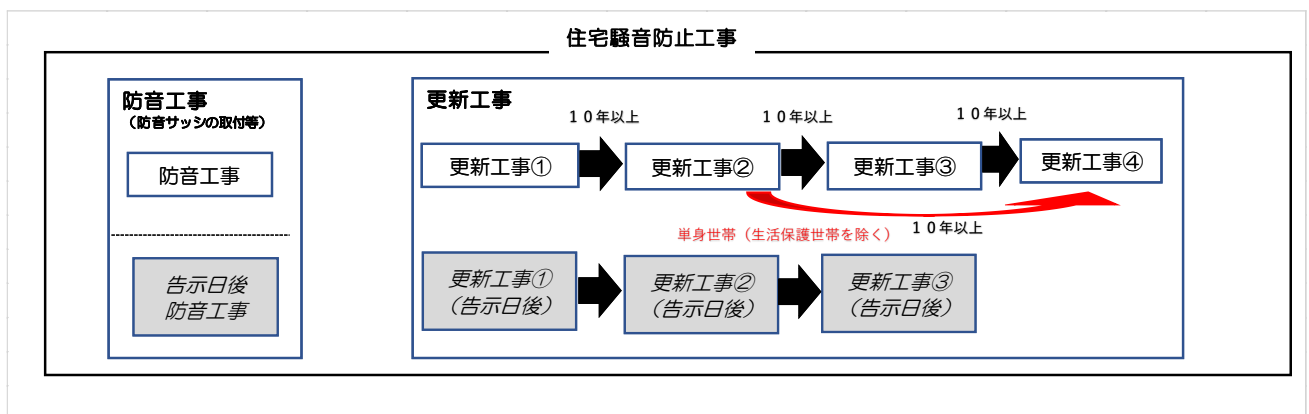 住宅騒音防止工事
防音工事
（防音サッシの取付等）
防音工事
告示日後
防音工事
更新工事
１０年以上
１０年以上
１０年以上
更新工事①
更新工事②
更新工事③
更新工事④
単身世帯（生活保護世帯を除く）
１０年以上
更新工事①
（告示日後）
更新工事②
（告示日後）
更新工事③
（告示日後）